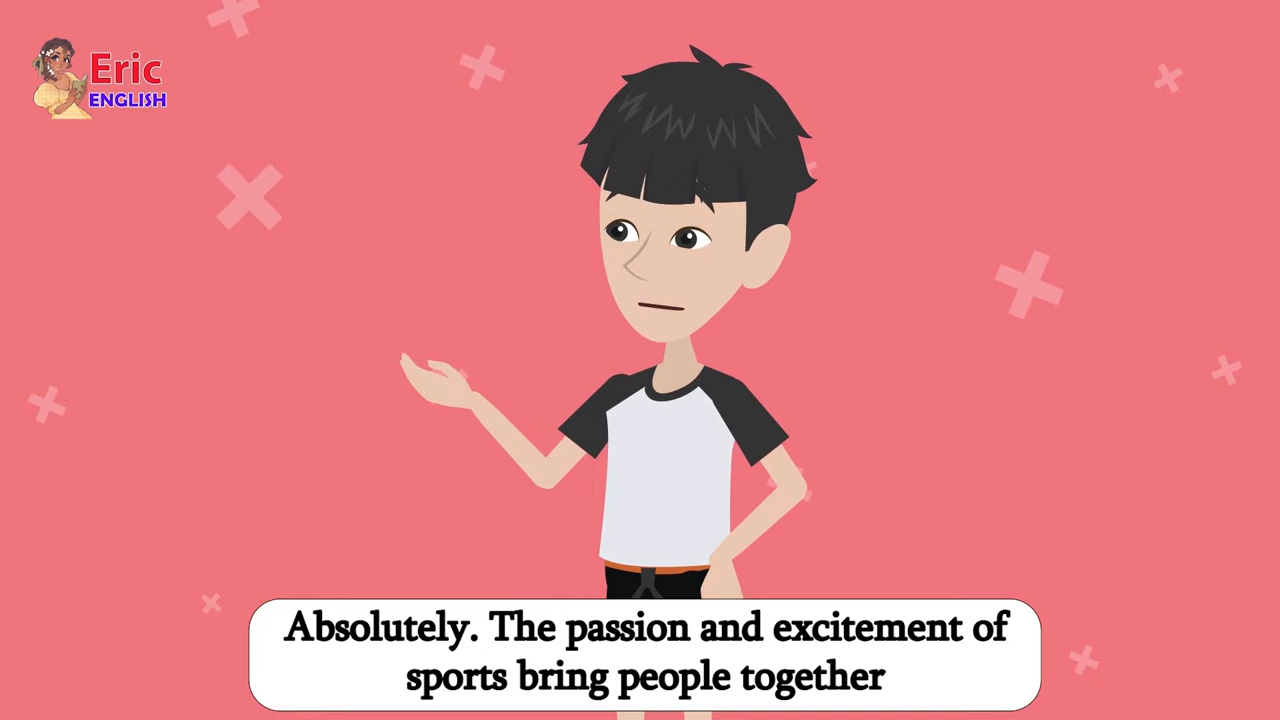 Eric
ENGLISH
Absolutely. The passion and excitement of
sports bring people together